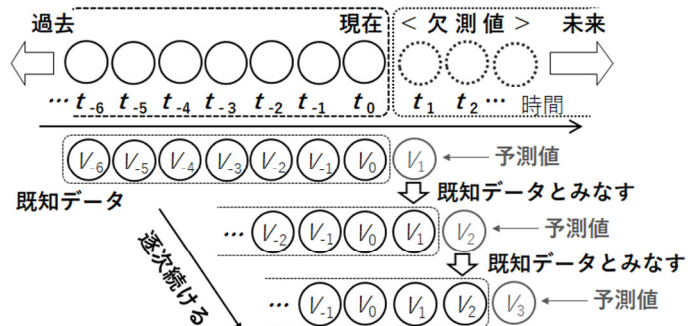 過去 現在 < 欠測値 > 未来
… t-6 t-5 t-4 t-3 t-2 t-1 t0 t1 t2 … 時間
V-6 V-5 V-4 V-3 V-2 V-1 V0 V1 予測値
既知データ 既知データとみなす
… V-2 V-1 V0 V1 V2 予測値
逐次続ける 既知データとみなす
… V-1 V0 V1 V2 V3 予測値